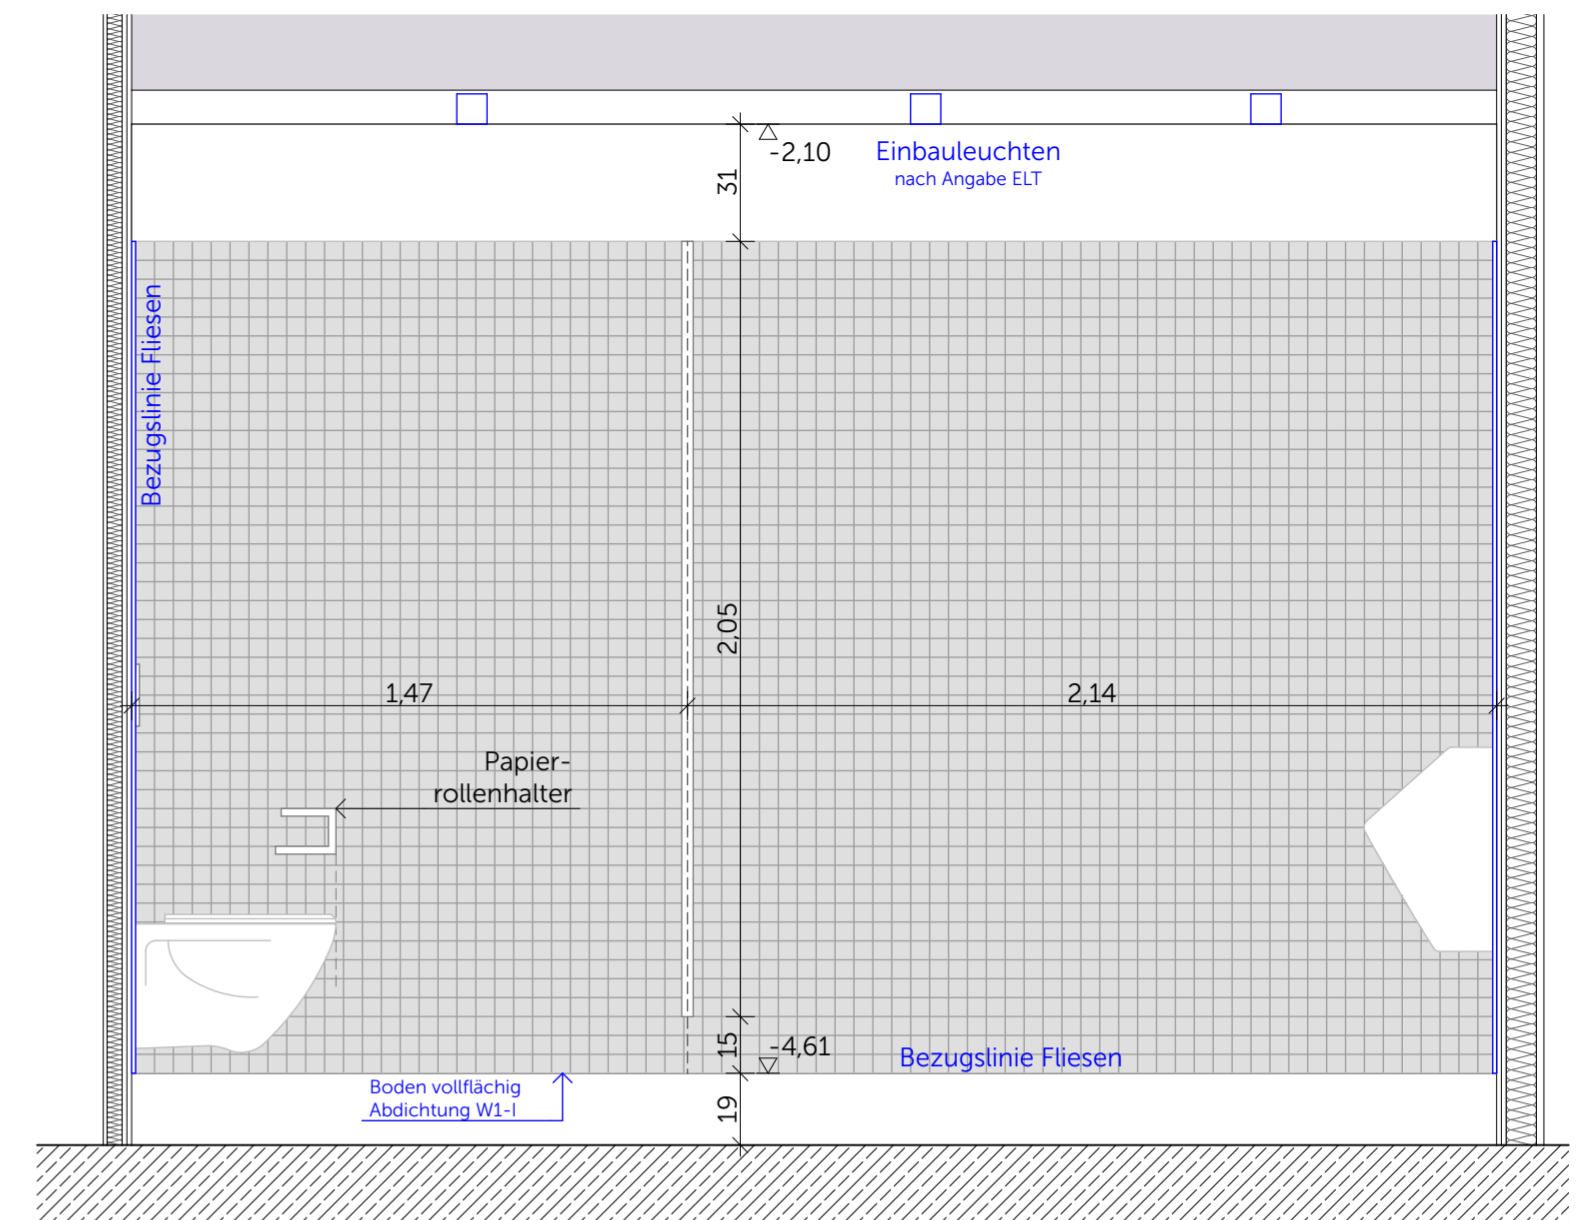 -2,10
Einbauleuchten
nach Angabe ELT
31
Bezugslinie Fliesen
2,05
1,47
2,14
Papier-
rollenhalter
15
-4,61
Bezugslinie Fliesen
Boden vollflächig
Abdichtung W1-I
19